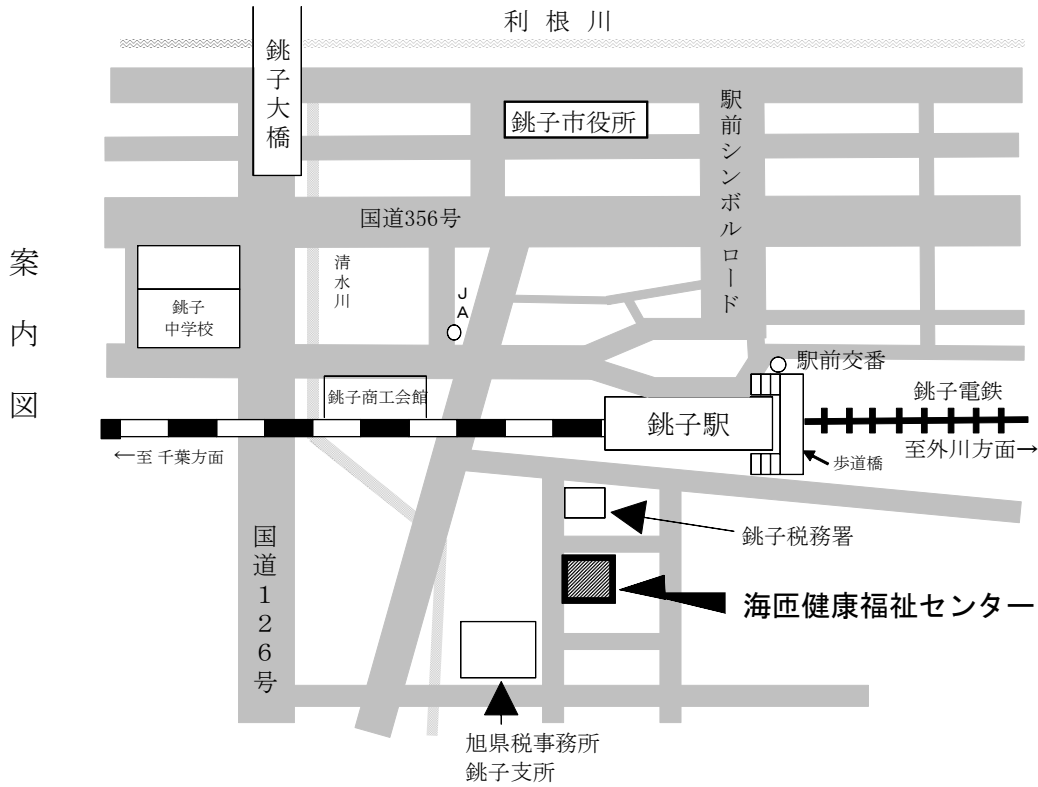 利根川
銚子大橋
駅前シンボルロード
銚子市役所
国道356号
案内図
清水川
JA
銚子
中学校
駅前交番
銚子商工会館
銚子電鉄
銚子駅
←至 千葉方面
至外川方面→
歩道橋
国道126号
銚子税務署
海匝健康福祉センター
旭県税事務所
銚子支所